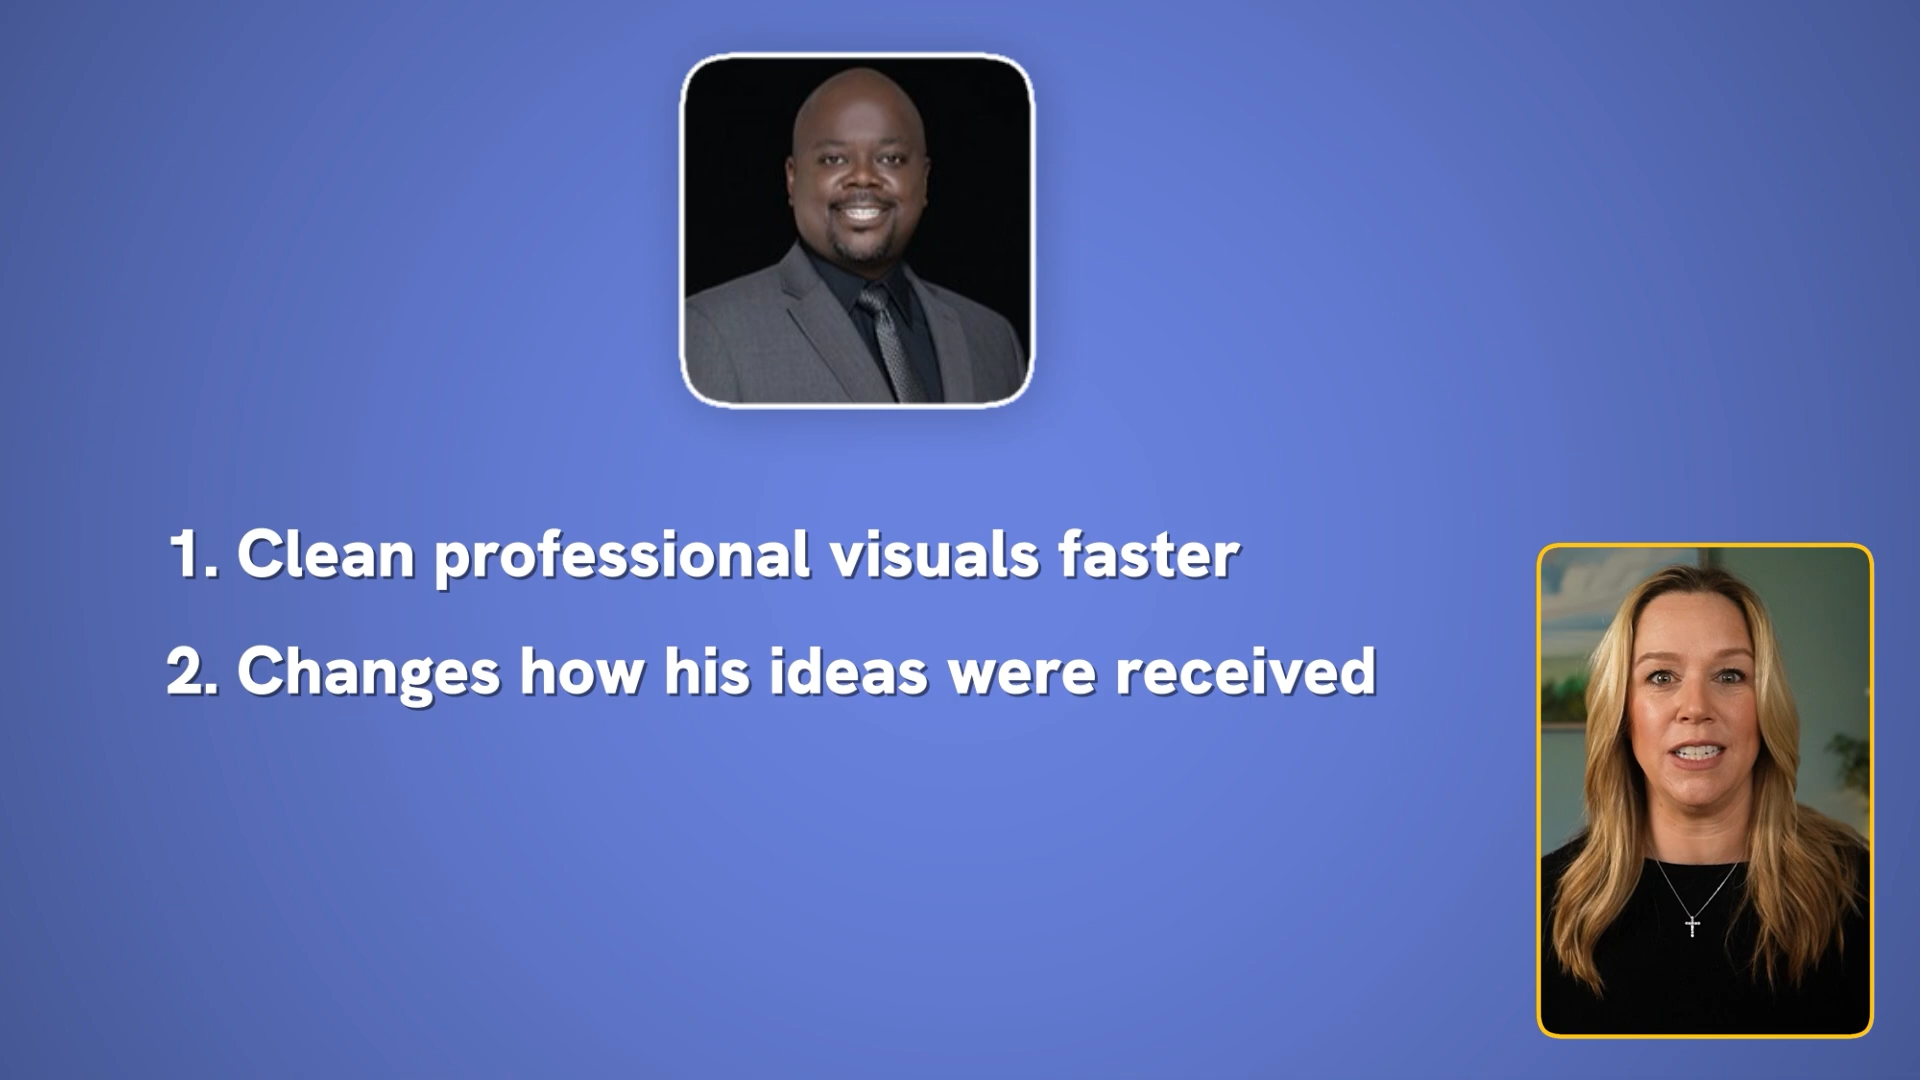 1. Clean professional visuals faster
2. Changes how his ideas were received